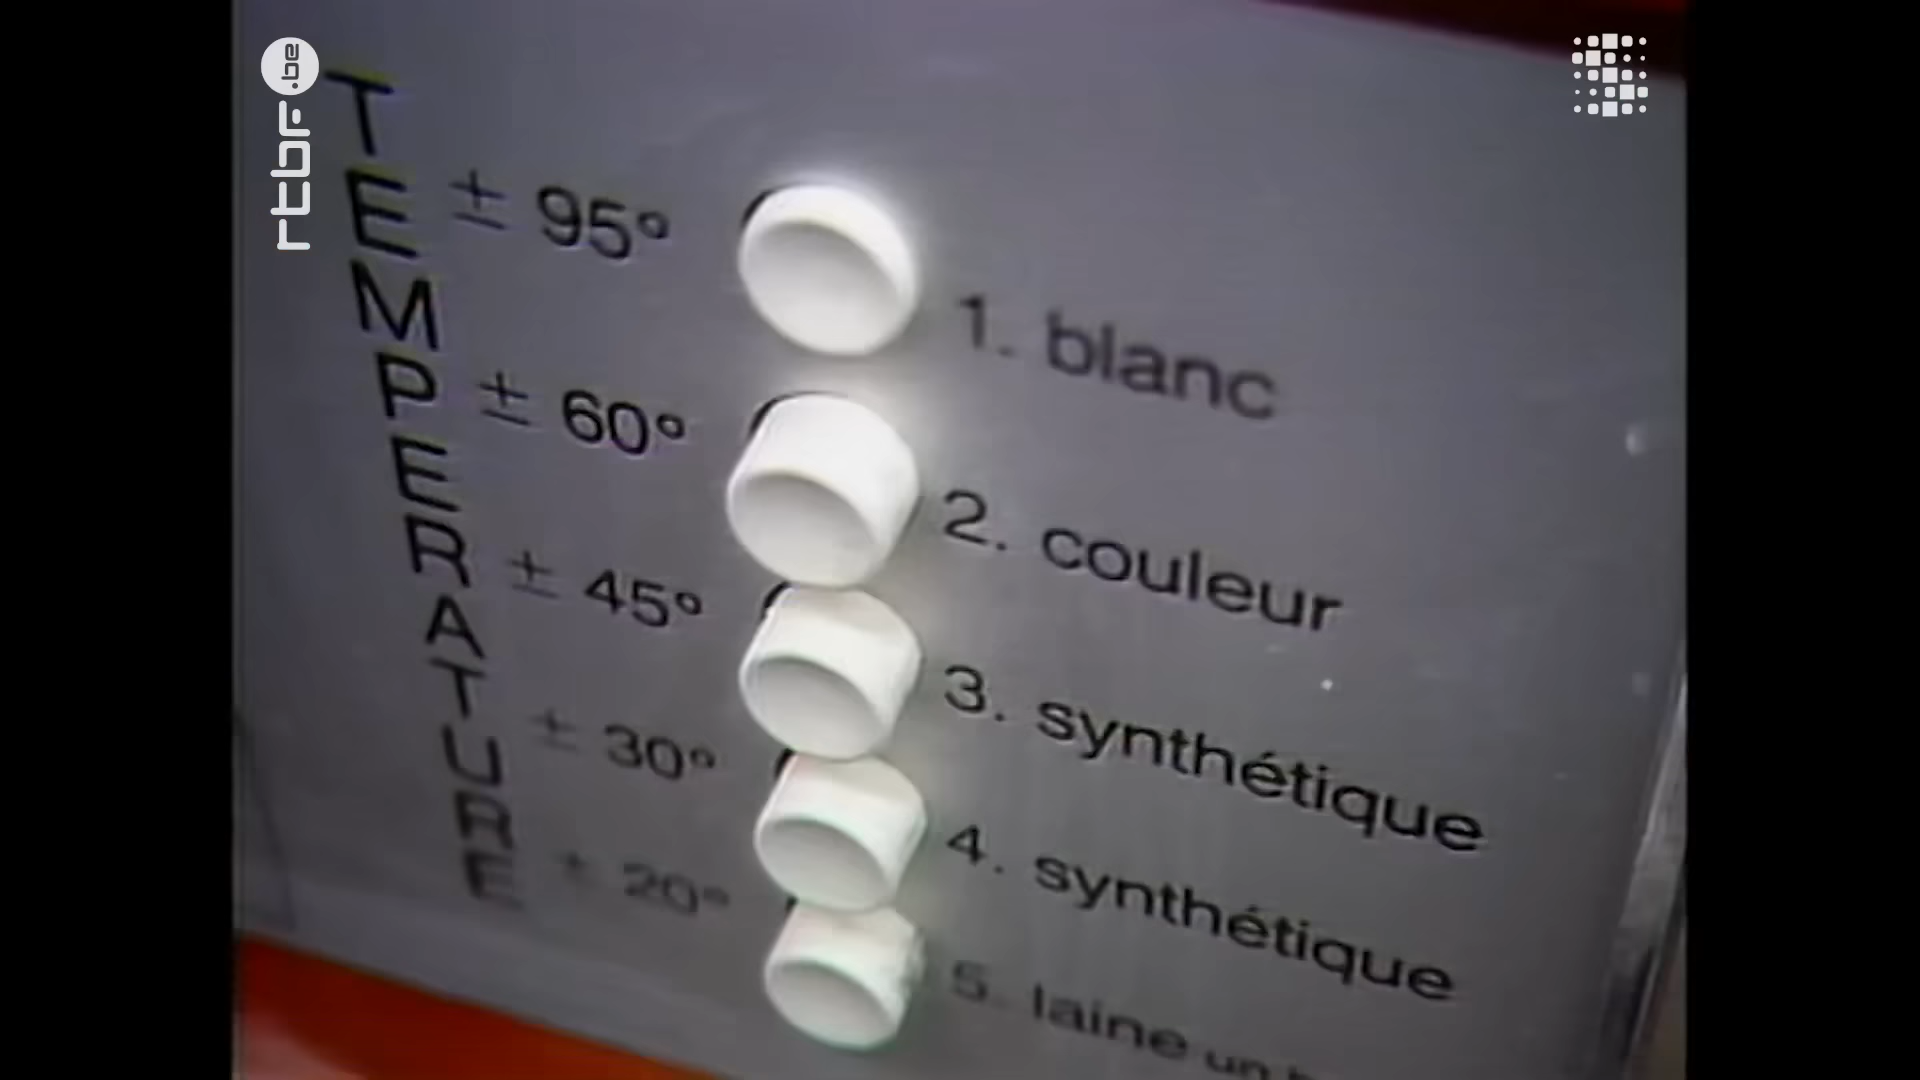 rtbf.be
TEMPERATURE
± 95° 1. blanc
± 60° 2. couleur
± 45° 3. synthétique
± 30° 4. synthétique
± 20° 5. laine